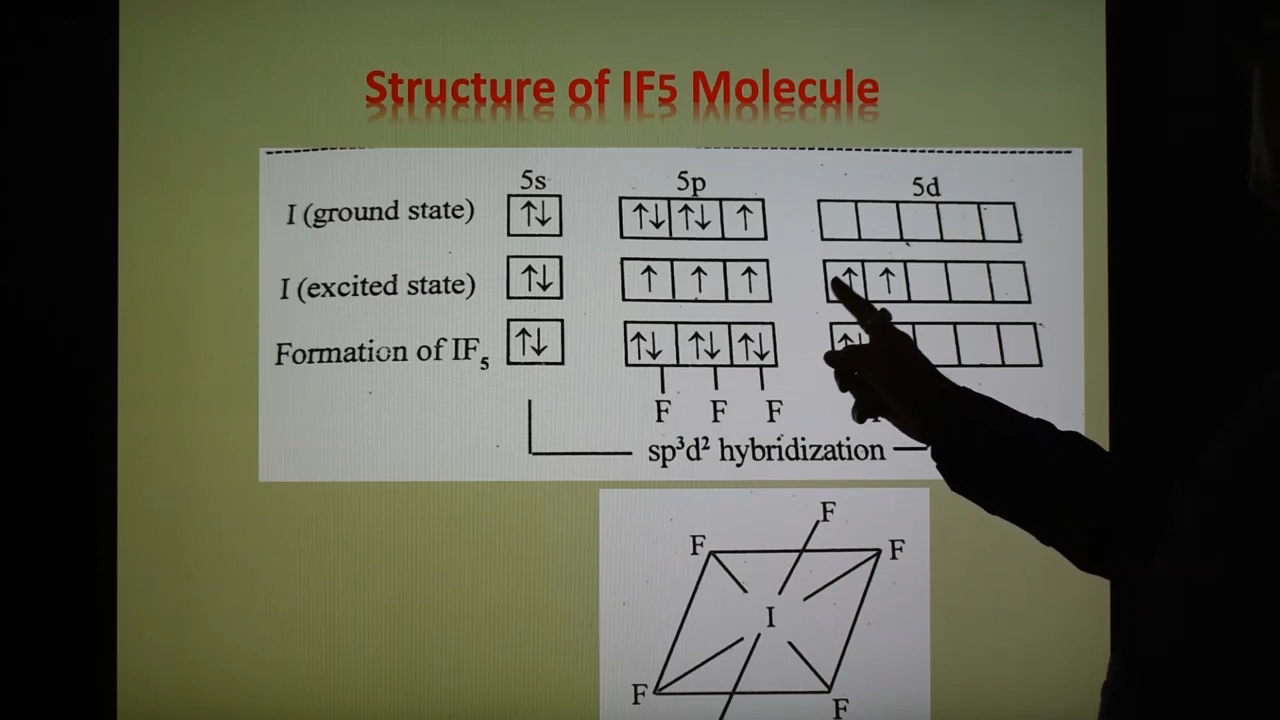 Structure of IF5 Molecule
5s 5p 5d
I (ground state) ↑↓ ↑↓ ↑↓ ↑
I (excited state) ↑↓ ↑ ↑ ↑ ↑ ↑
Formation of IF₅ ↑↓ ↑↓ ↑↓ ↑↓
F F F
sp³d² hybridization
F
F F
I
F F